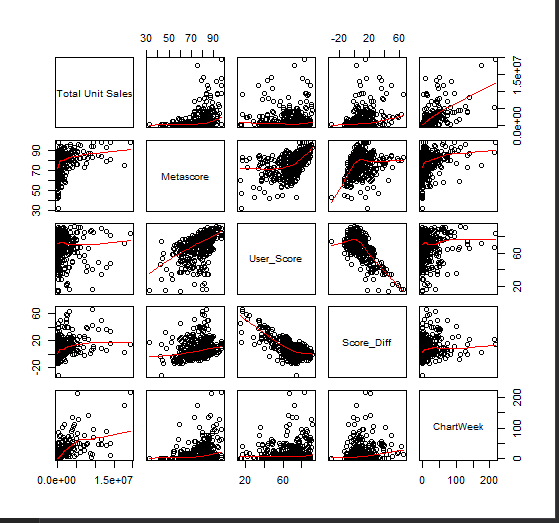 30 50 70 90
-20 20 60
Total Unit Sales
0.0e+00 1.5e+07
30 50 70 90
Metascore
User_Score
20 60
-20 20 60
Score_Diff
ChartWeek
0 100 200
0.0e+00 1.5e+07
20 60
0 100 200